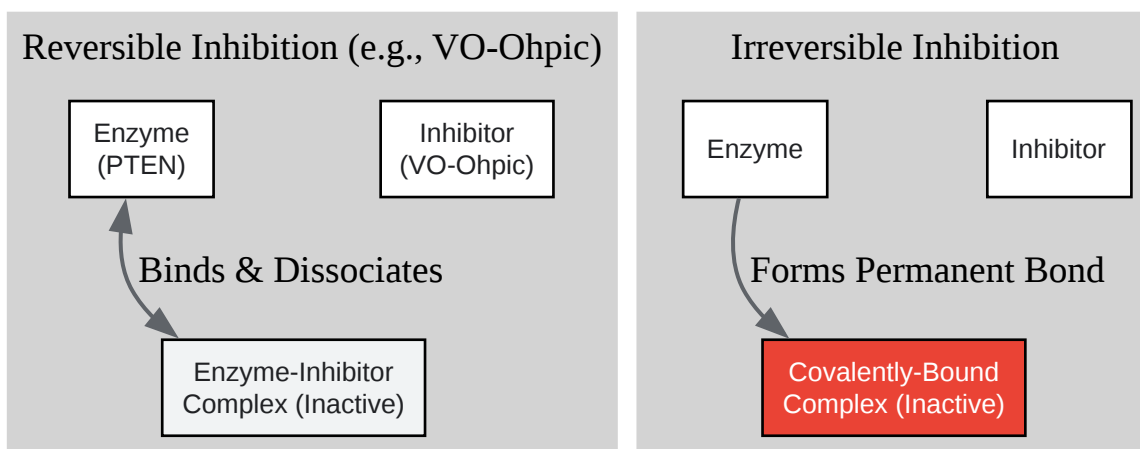 Reversible Inhibition (e.g., VO-Ohpic)
Enzyme
(PTEN)
Inhibitor
(VO-Ohpic)
Binds & Dissociates
Enzyme-Inhibitor
Complex (Inactive)
Irreversible Inhibition
Enzyme
Inhibitor
Forms Permanent Bond
Covalently-Bound
Complex (Inactive)